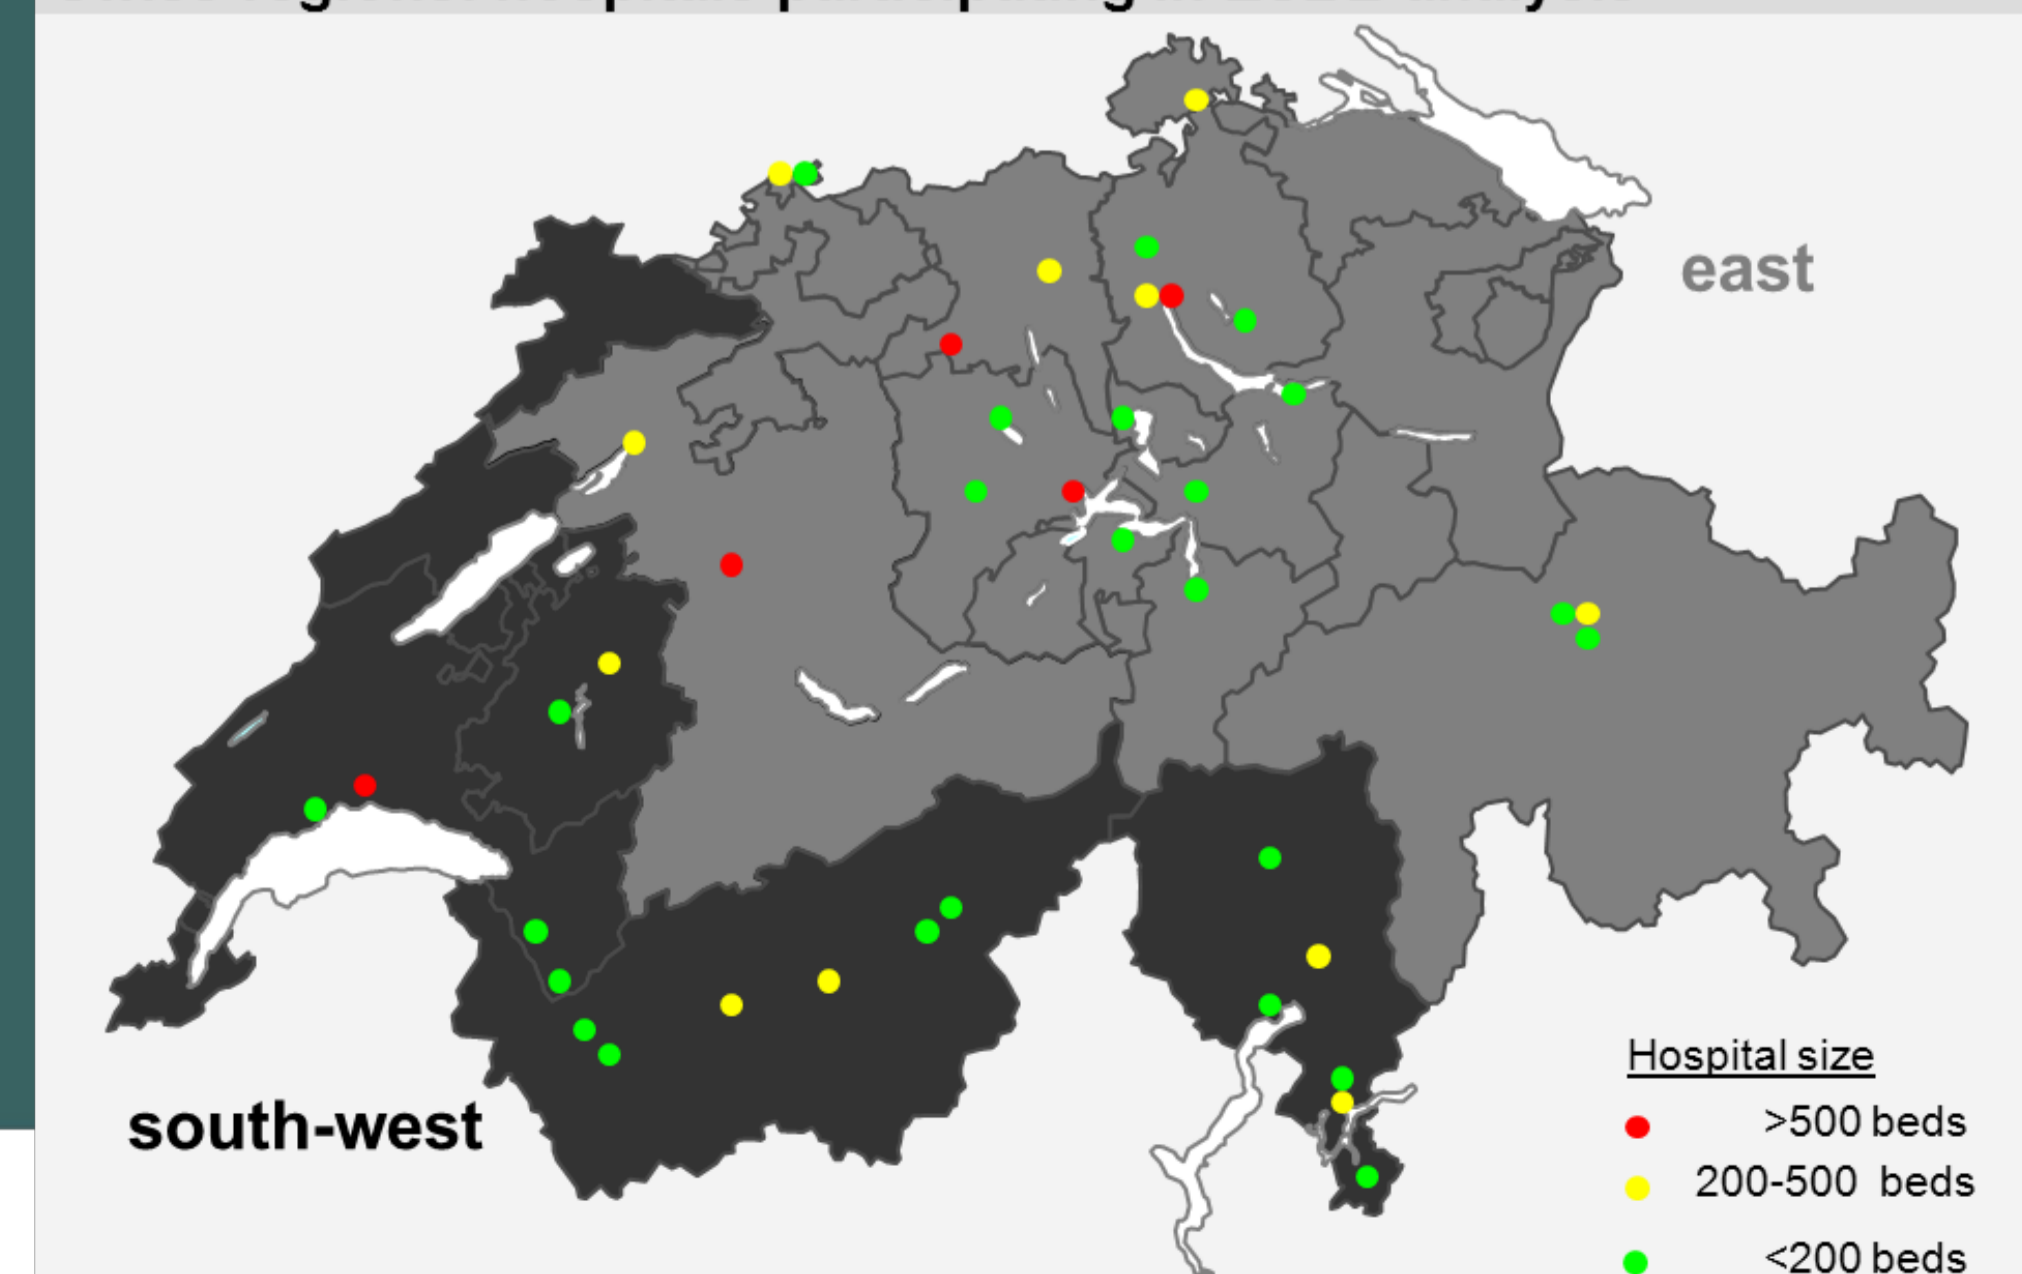 east
south-west
Hospital size
>500 beds
200-500 beds
<200 beds